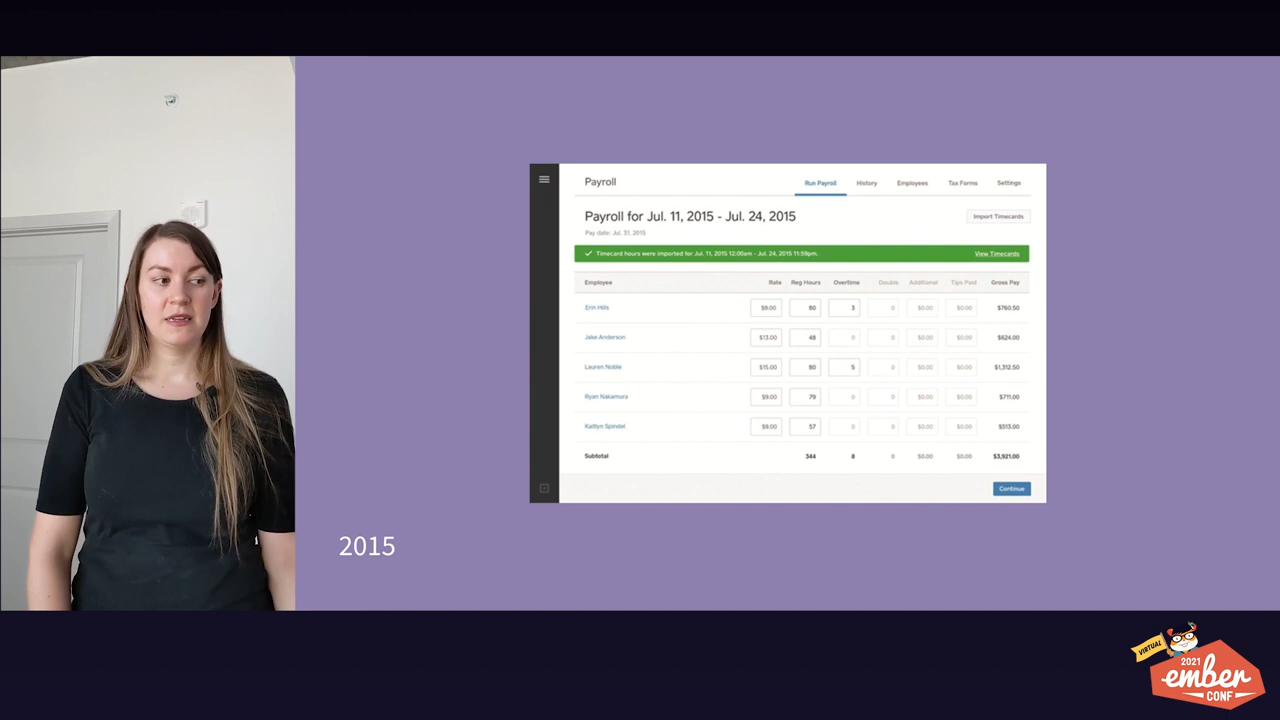 Payroll
Run Payroll History Employees Tax Forms Settings
Payroll for Jul. 11, 2015 - Jul. 24, 2015
Import Timecards
Pay date: Jul. 31, 2015
Timecard hours were imported for Jul. 11, 2015 12:00am - Jul. 24, 2015 11:59pm.
View Timecards
Employee Rate Reg Hours Overtime Double Additional Tips Paid Gross Pay
Erin Hills $9.00 80 3 0 $0.00 $0.00 $760.50
Jake Anderson $13.00 48 0 0 $0.00 $0.00 $624.00
Lauren Noble $15.00 80 5 0 $0.00 $0.00 $1,312.50
Ryan Nakamura $9.00 79 0 0 $0.00 $0.00 $711.00
Kaitlyn Spindel $9.00 57 0 0 $0.00 $0.00 $513.00
Subtotal 344 8 0 $0.00 $0.00 $3,921.00
Continue
2015
VIRTUAL
2021
ember
CONF